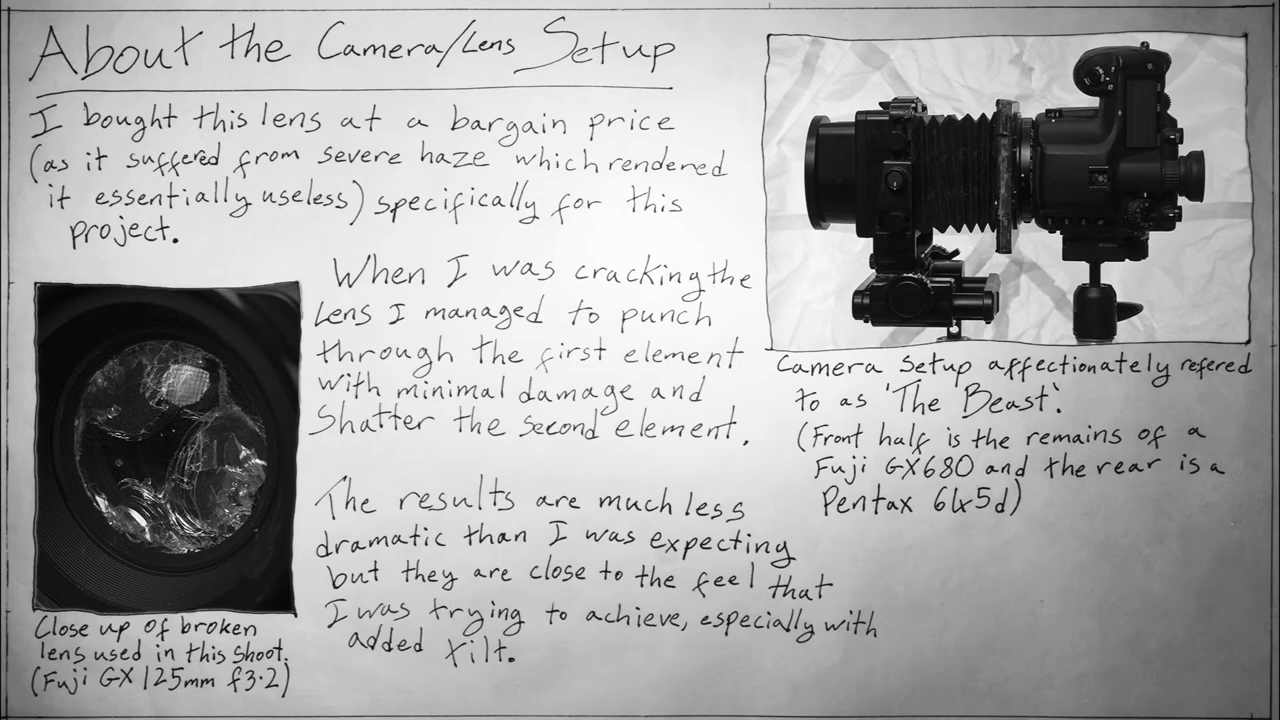 About the Camera/Lens Setup
I bought this lens at a bargain price
(as it suffered from severe haze which rendered
it essentially useless) specifically for this
project.
When I was cracking the
lens I managed to punch
through the first element
with minimal damage and
Shatter the second element.
The results are much less
dramatic than I was expecting
but they are close to the feel that
I was trying to achieve, especially with
added tilt.
Close up of broken
lens used in this shoot.
(Fuji GX 125mm f3.2)
Camera Setup affectionately refered
to as 'The Beast'.
(Front half is the remains of a
Fuji GX680 and the rear is a
Pentax 645d)